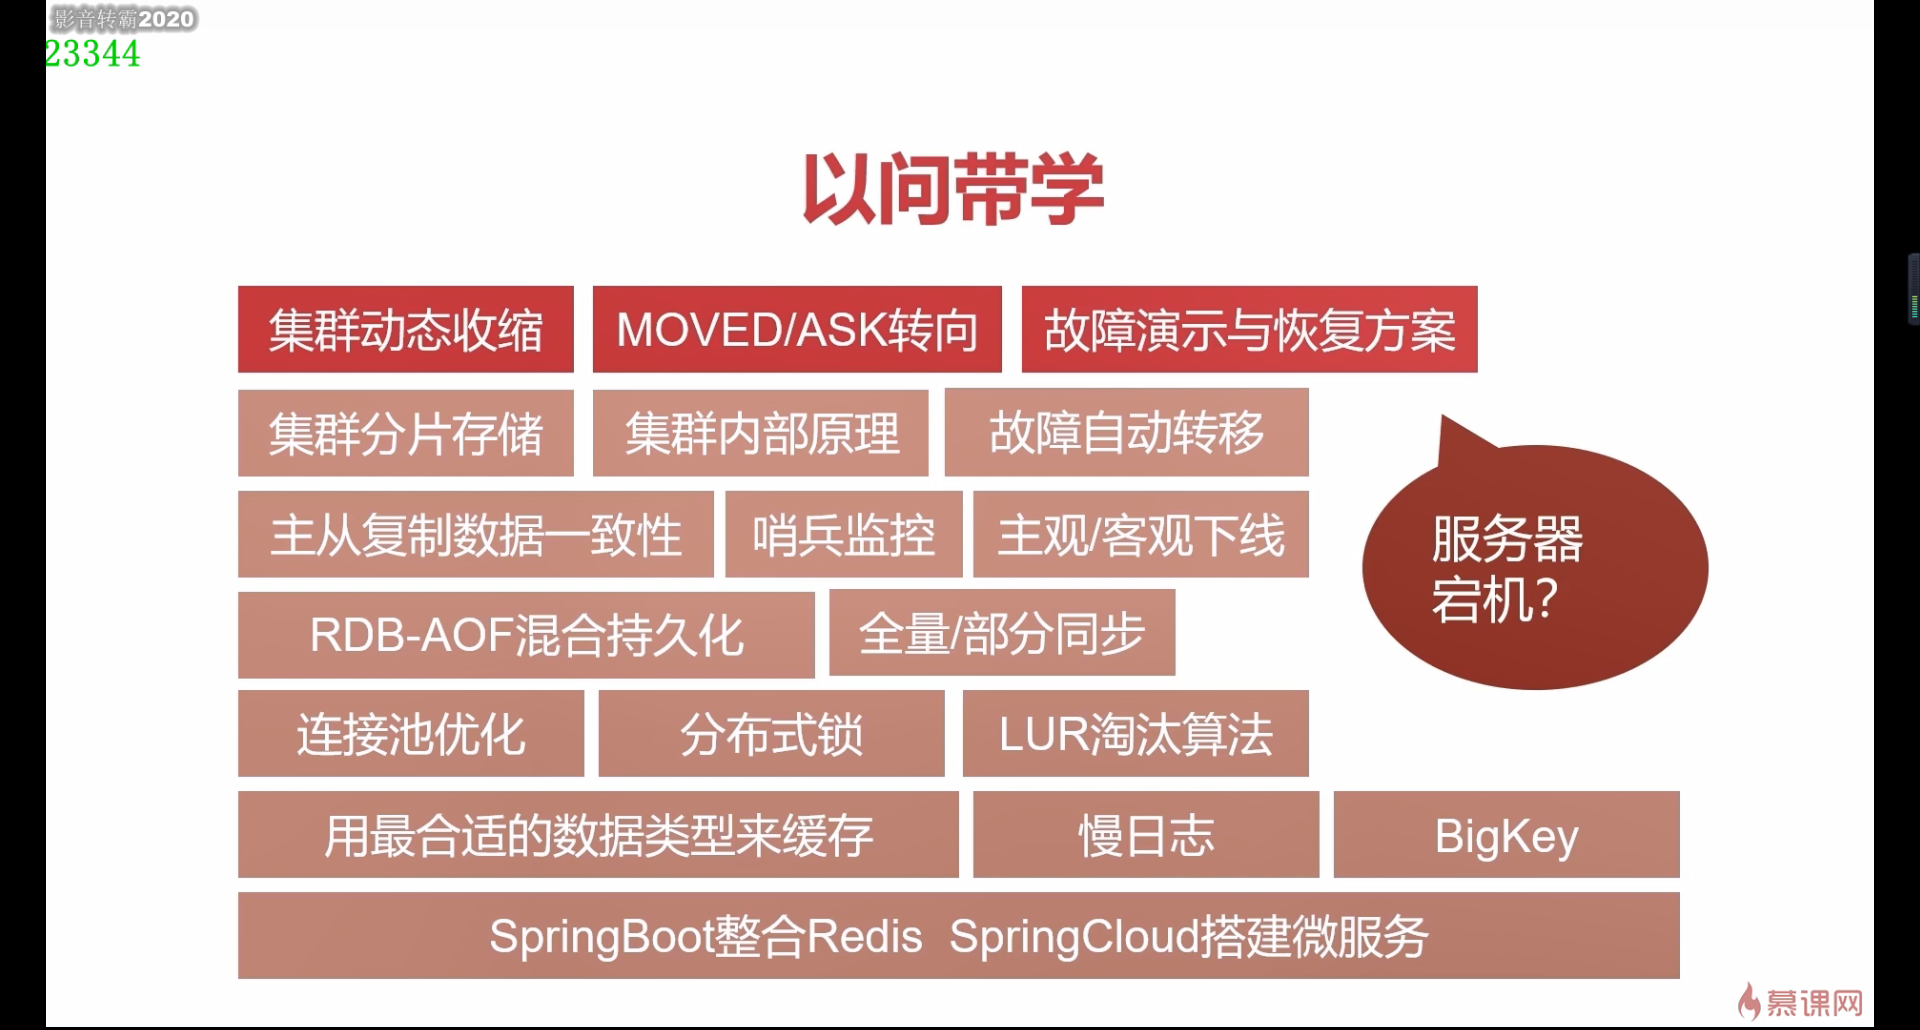 影音转霸2020
23344
以问带学
集群动态收缩 MOVED/ASK转向 故障演示与恢复方案
集群分片存储 集群内部原理 故障自动转移
主从复制数据一致性 哨兵监控 主观/客观下线
服务器
宕机？
RDB-AOF混合持久化 全量/部分同步
连接池优化 分布式锁 LUR淘汰算法
用最合适的数据类型来缓存 慢日志 BigKey
SpringBoot整合Redis SpringCloud搭建微服务
慕课网